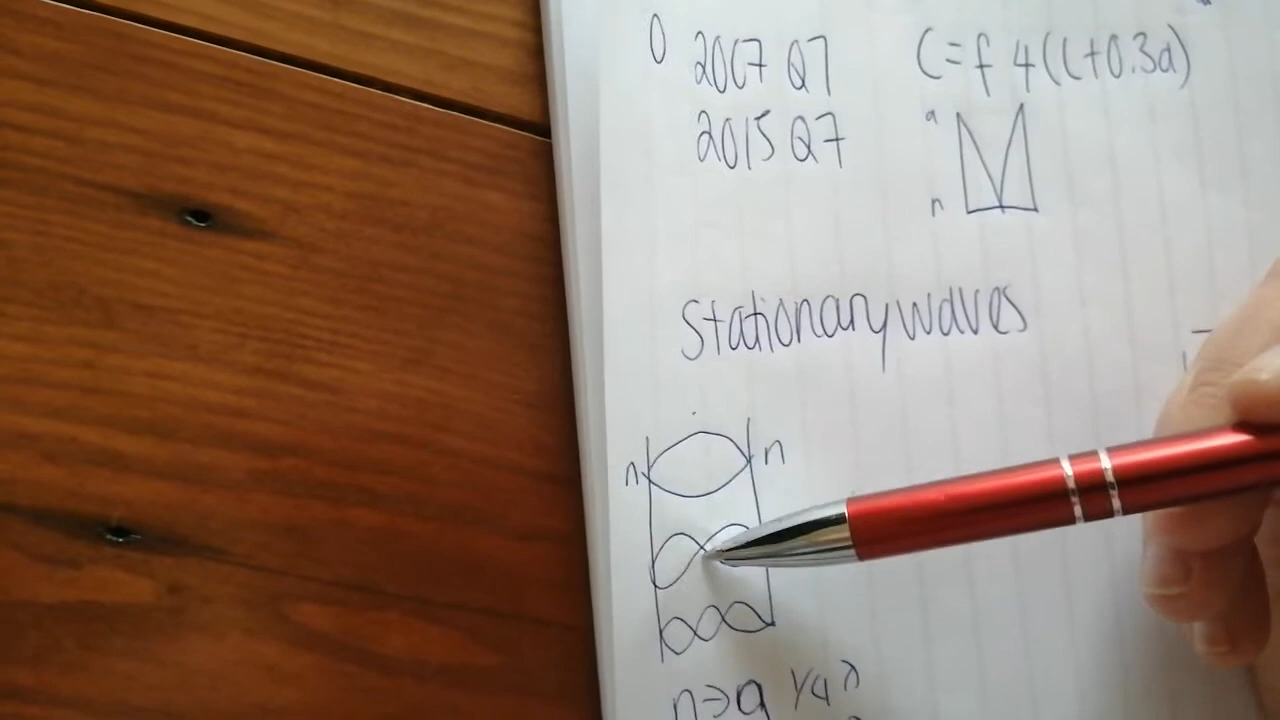 0 2007 Q7 C=f 4(l+0.3d)
2015 Q7
a
n
Stationary waves
n n
n→a 1/4 λ